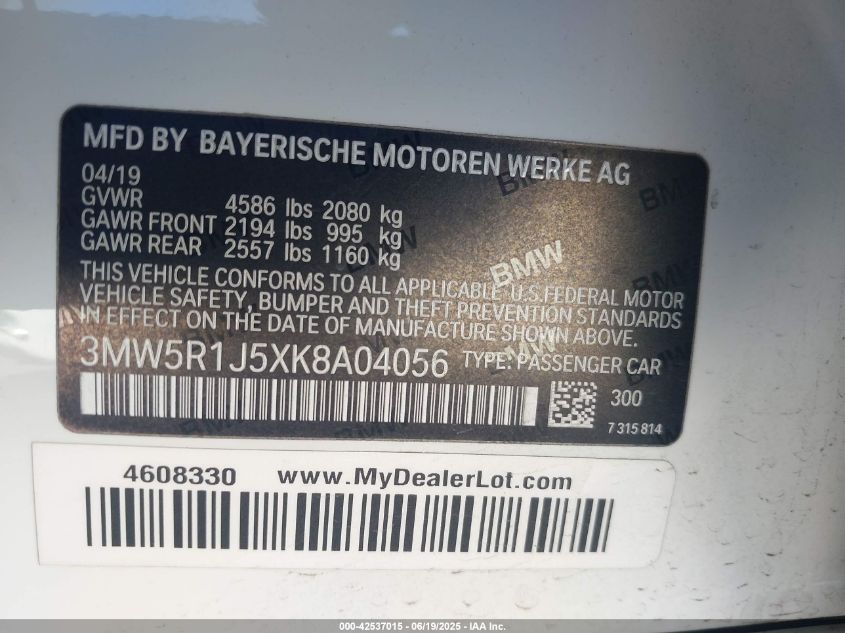 MFD BY BAYERISCHE MOTOREN WERKE AG
04/19
GVWR 4586 lbs 2080 kg
GAWR FRONT 2194 lbs 995 kg
GAWR REAR 2557 lbs 1160 kg
THIS VEHICLE CONFORMS TO ALL APPLICABLE U.S.FEDERAL MOTOR
VEHICLE SAFETY, BUMPER AND THEFT PREVENTION STANDARDS
IN EFFECT ON THE DATE OF MANUFACTURE SHOWN ABOVE.
3MW5R1J5XK8A04056 TYPE: PASSENGER CAR
300
7 315 814
4608330 www.MyDealerLot.com
000-42537015 - 06/19/2025 - IAA Inc.